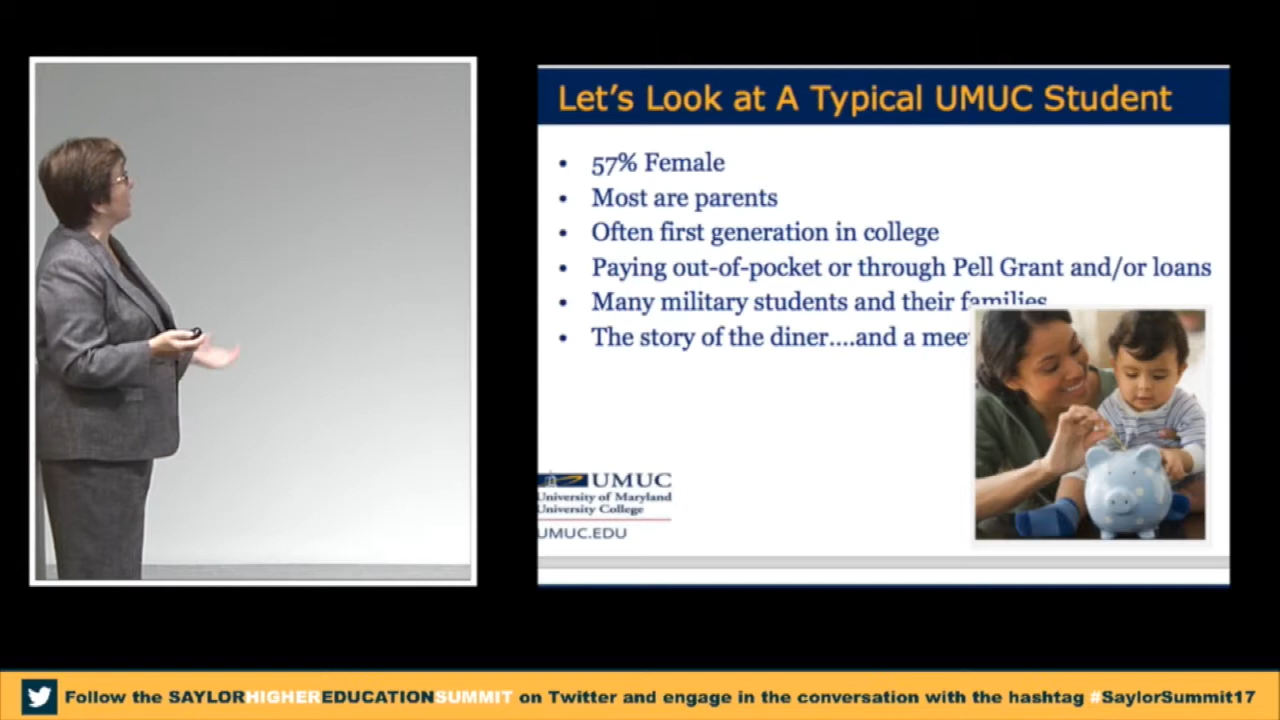 Let's Look at A Typical UMUC Student
• 57% Female
• Most are parents
• Often first generation in college
• Paying out-of-pocket or through Pell Grant and/or loans
• Many military students and their families
• The story of the diner....and a mee
UMUC
University of Maryland
University College
UMUC.EDU
Follow the SAYLORHIGHEREDUCATIONSUMMIT on Twitter and engage in the conversation with the hashtag #SaylorSummit17